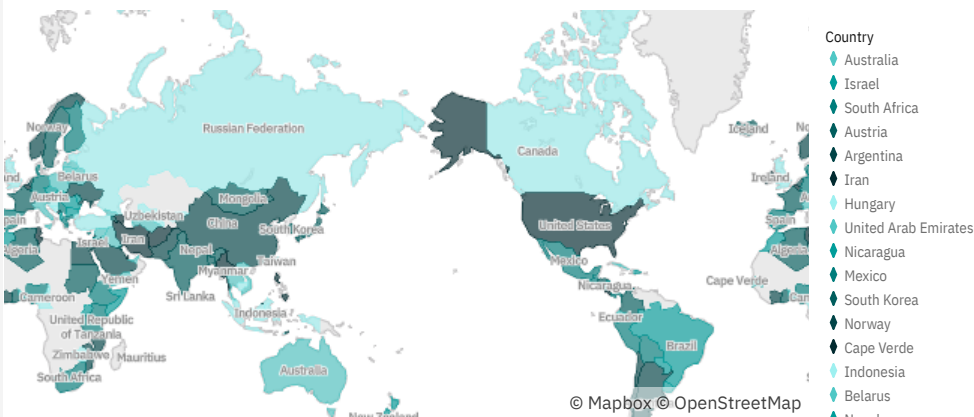 Country
Australia
Israel
South Africa
Austria
Argentina
Iran
Hungary
United Arab Emirates
Nicaragua
Mexico
South Korea
Norway
Cape Verde
Indonesia
Belarus
Norway
Russian Federation
Canada
Iceland
Belarus
Ireland
Austria
Mongolia
Uzbekistan
China
United States
Spain
South Korea
Israel
Iran
Algeria
Nepal
Taiwan
Mexico
Myanmar
Yemen
Cape Verde
Nicaragua
Cameroon
Sri Lanka
Indonesia
Ecuador
United Republic
of Tanzania
Brazil
Zimbabwe
Mauritius
Australia
South Africa
© Mapbox © OpenStreetMap